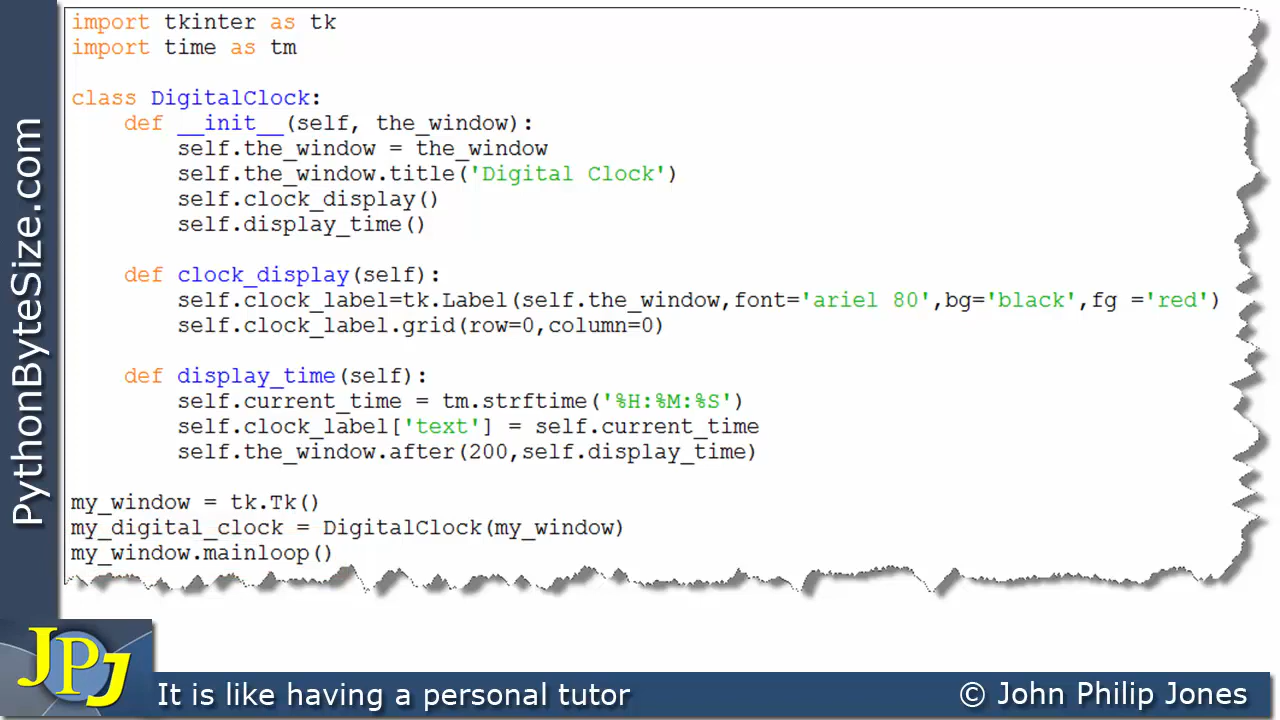 import tkinter as tk
import time as tm

class DigitalClock:
    def __init__(self, the_window):
        self.the_window = the_window
        self.the_window.title('Digital Clock')
        self.clock_display()
        self.display_time()

    def clock_display(self):
        self.clock_label=tk.Label(self.the_window,font='ariel 80',bg='black',fg ='red')
        self.clock_label.grid(row=0,column=0)

    def display_time(self):
        self.current_time = tm.strftime('%H:%M:%S')
        self.clock_label['text'] = self.current_time
        self.the_window.after(200,self.display_time)

my_window = tk.Tk()
my_digital_clock = DigitalClock(my_window)
my_window.mainloop()
PythonByteSize.com
JPJ
It is like having a personal tutor
© John Philip Jones